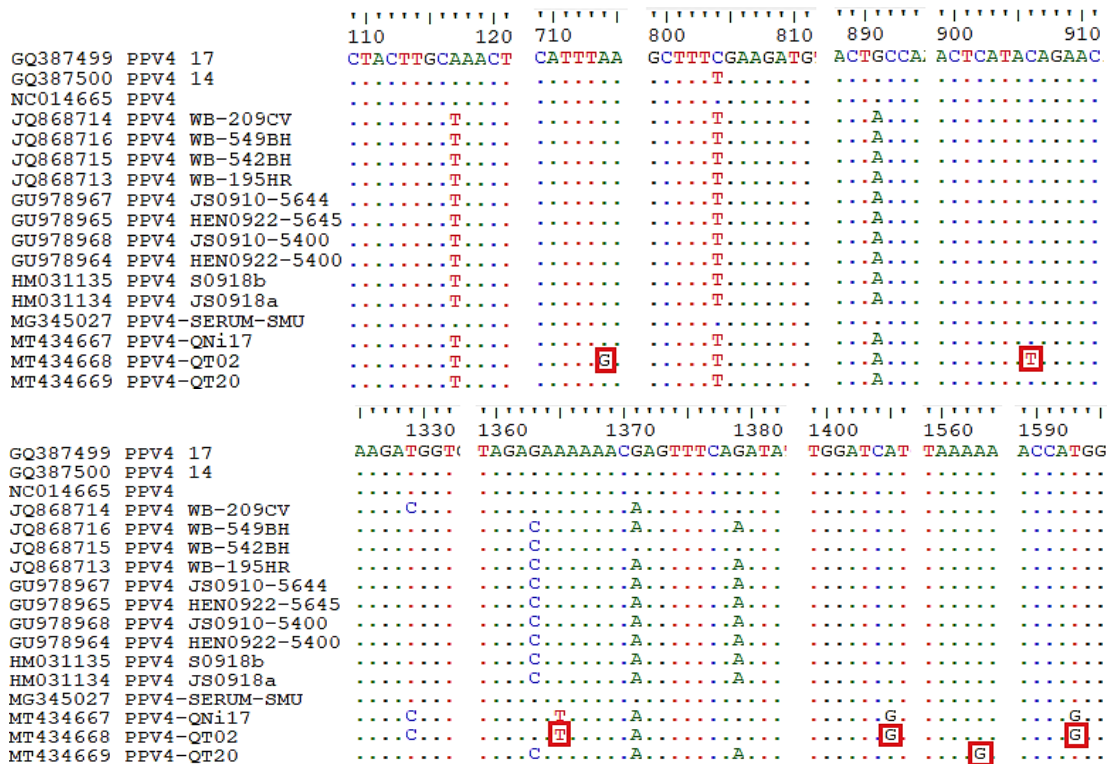 110 120 710 800 810 890 900 910
GQ387499 PPV4 17 CTACTTGCAAACT CATTTAA GCTTTCGAAGATG ACTGCCA ACTCATACAGAAC
GQ387500 PPV4 14 ............. ....... .....T....... ....... .............
NC014665 PPV4 ............. ....... ............. ....... .............
JQ868714 PPV4 WB-209CV ........T.... ....... .....T....... ...A... .............
JQ868716 PPV4 WB-549BH ........T.... ....... .....T....... ...A... .............
JQ868715 PPV4 WB-542BH ........T.... ....... .....T....... ...A... .............
JQ868713 PPV4 WB-195HR ........T.... ....... .....T....... ...A... .............
GU978967 PPV4 JS0910-5644 ........T.... ....... .....T....... ...A... .............
GU978965 PPV4 HEN0922-5645 ........T.... ....... .....T....... ...A... .............
GU978968 PPV4 JS0910-5400 ........T.... ....... .....T....... ...A... .............
GU978964 PPV4 HEN0922-5400 ........T.... ....... .....T....... ...A... .............
HM031135 PPV4 S0918b ........T.... ....... .....T....... ...A... .............
HM031134 PPV4 JS0918a ........T.... ....... .....T....... ...A... .............
MG345027 PPV4-SERUM-SMU ............. ....... ............. ....... .............
MT434667 PPV4-QNi17 ........T.... ....... .....T....... ...A... .............
MT434668 PPV4-QT02 ........T.... .....G. .....T....... ...A... .......T.....
MT434669 PPV4-QT20 ........T.... ....... .....T....... ...A... .............
1330 1360 1370 1380 1400 1560 1590
GQ387499 PPV4 17 AAGATGGT TAGAGAAAAAACGAGTTTCAGATA TGGATCAT TAAAAA ACCATGG
GQ387500 PPV4 14 ........ ........................ ........ ...... .......
NC014665 PPV4 ........ ........................ ........ ...... .......
JQ868714 PPV4 WB-209CV ....C... ............A........... ........ ...... .......
JQ868716 PPV4 WB-549BH ........ ....C.......A.......A... ........ ...... .......
JQ868715 PPV4 WB-542BH ........ ....C................... ........ ...... .......
JQ868713 PPV4 WB-195HR ........ ....C.......A.......A... ........ ...... .......
GU978967 PPV4 JS0910-5644 ........ ....C.......A.......A... ........ ...... .......
GU978965 PPV4 HEN0922-5645 ........ ....C.......A.......A... ........ ...... .......
GU978968 PPV4 JS0910-5400 ........ ....C.......A.......A... ........ ...... .......
GU978964 PPV4 HEN0922-5400 ........ ....C.......A.......A... ........ ...... .......
HM031135 PPV4 S0918b ........ ....C.......A.......A... ........ ...... .......
HM031134 PPV4 JS0918a ........ ....C.......A.......A... ........ ...... .......
MG345027 PPV4-SERUM-SMU ........ ........................ ........ ...... .......
MT434667 PPV4-QNi17 ....C... ......T.....A........... ......G. ...... ....G..
MT434668 PPV4-QT02 ....C... ......T.....A........... ......G. ...... ....G..
MT434669 PPV4-QT20 ........ ....C.......A.......A... ........ ....G. .......